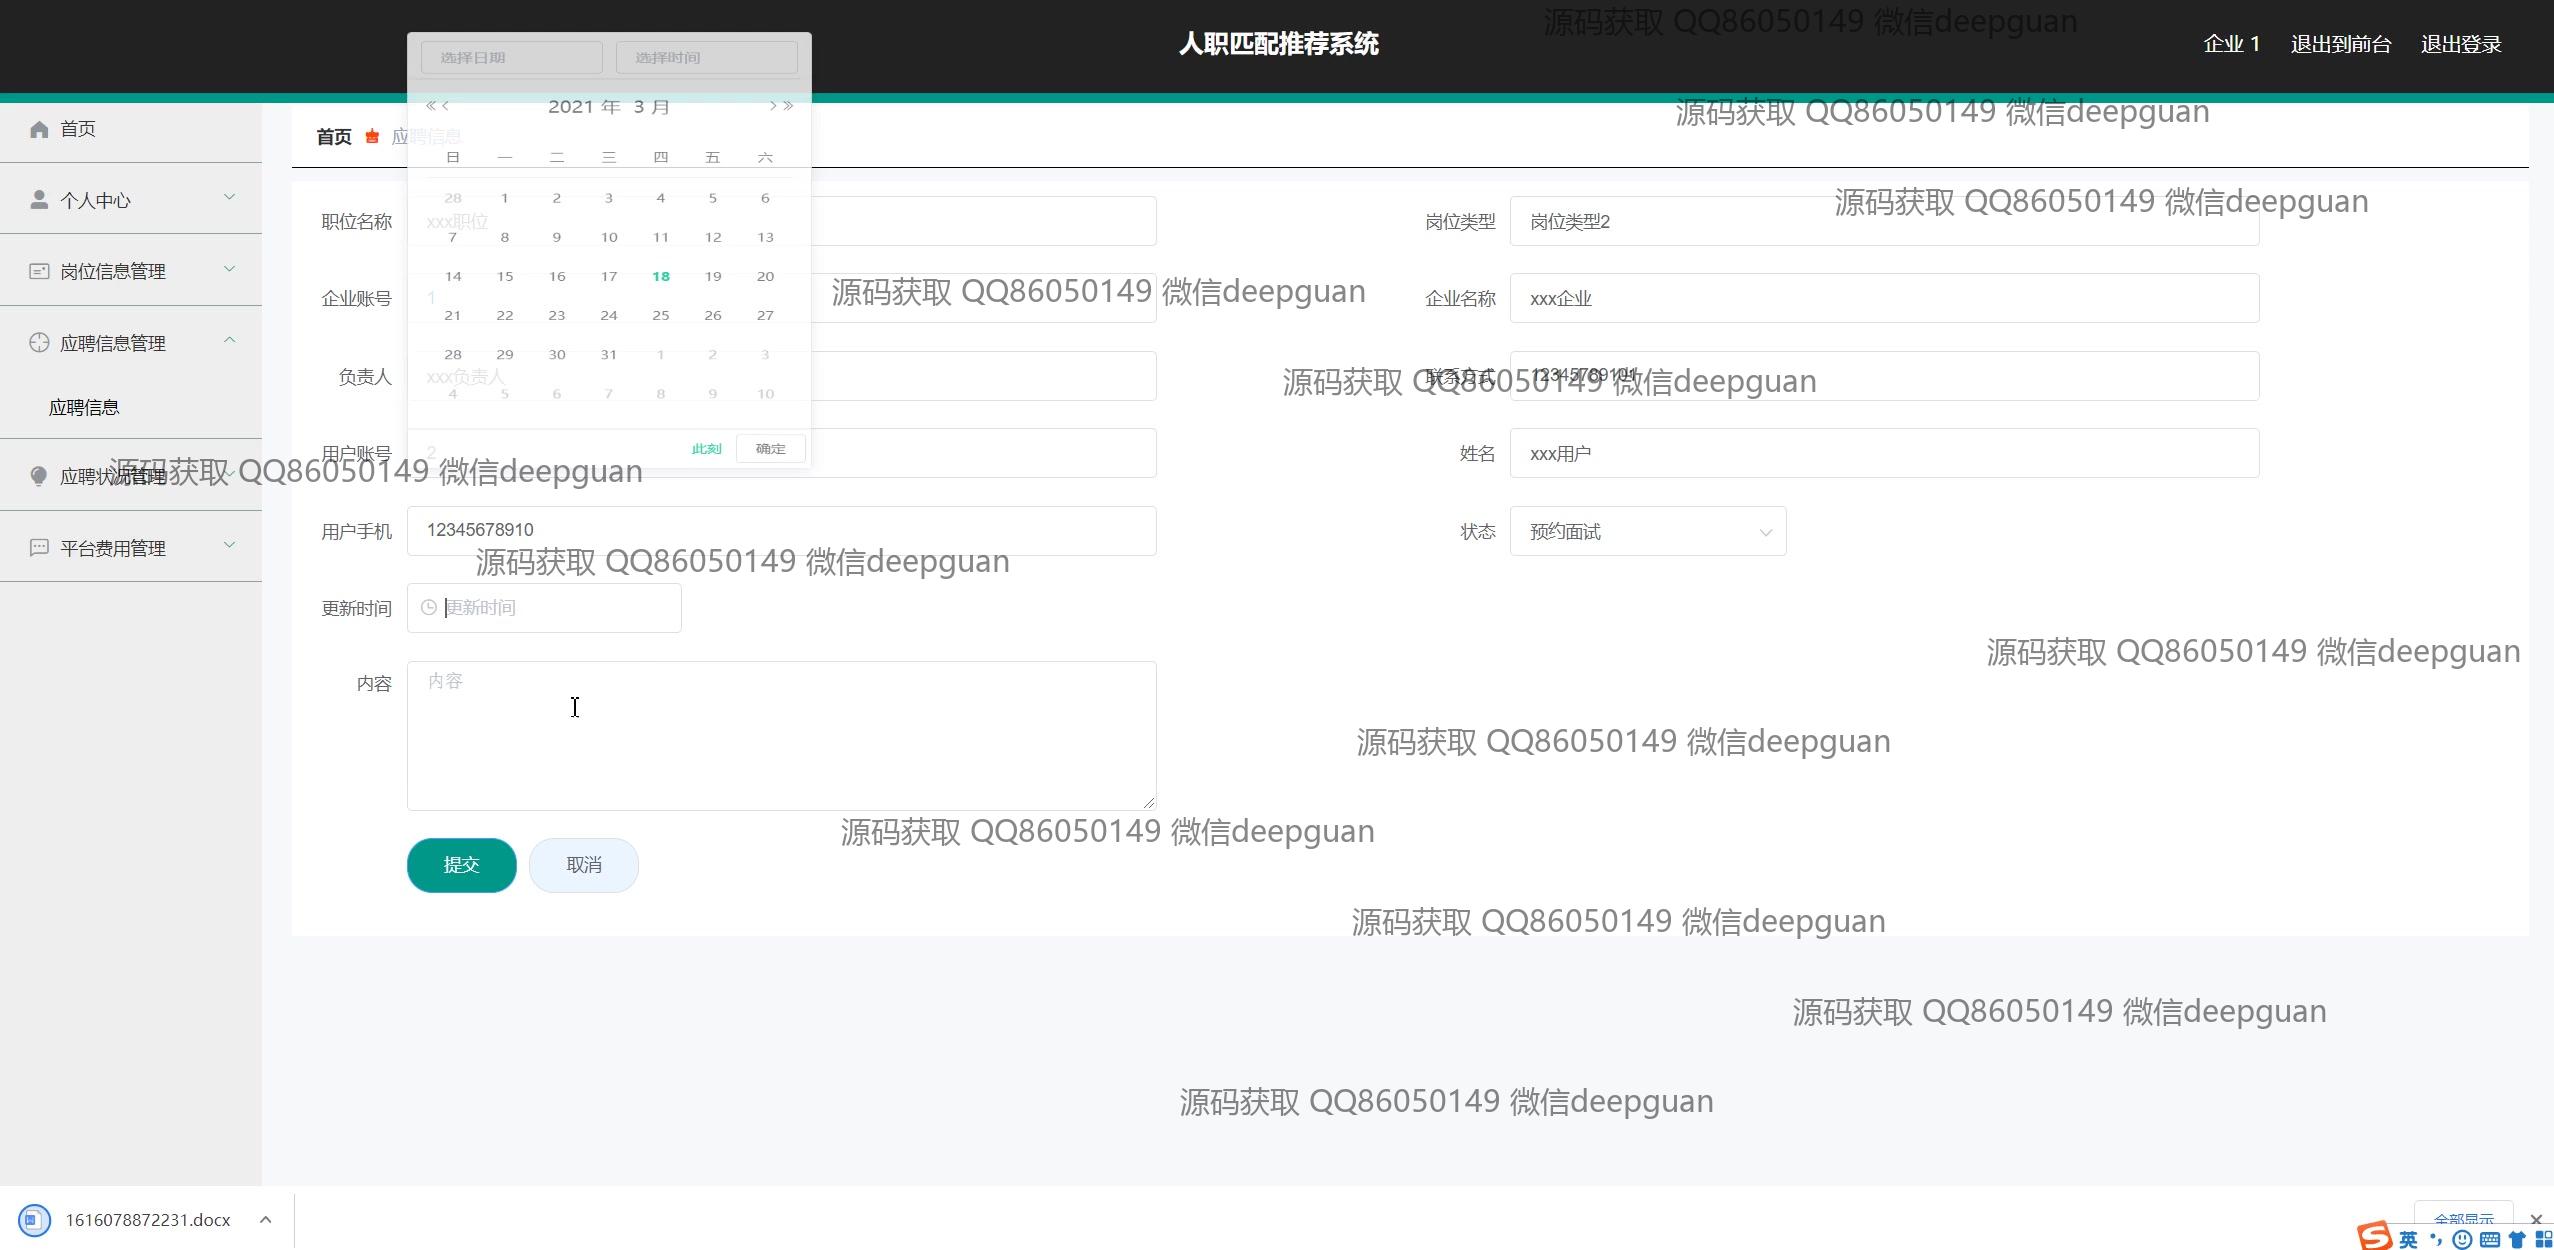 源码获取 QQ86050149 微信deepguan
选择日期 选择时间
人职匹配推荐系统
企业 1 退出到前台 退出登录
2021 年 3 月
源码获取 QQ86050149 微信deepguan
首页
首页 应聘信息
日 一 二 三 四 五 六
28 1 2 3 4 5 6
个人中心
源码获取 QQ86050149 微信deepguan
职位名称 xxx职位
岗位类型 岗位类型2
7 8 9 10 11 12 13
岗位信息管理
14 15 16 17 18 19 20
源码获取 QQ86050149 微信deepguan
企业账号 1
企业名称 xxx企业
21 22 23 24 25 26 27
应聘信息管理
28 29 30 31 1 2 3
负责人 xxx负责人
联系方式 12345789101
源码获取 QQ86050149 微信deepguan
4 5 6 7 8 9 10
应聘信息
此刻 确定
用户账号 2
姓名 xxx用户
应聘状况管理
源码获取 QQ86050149 微信deepguan
用户手机 12345678910
状态 预约面试
平台费用管理
源码获取 QQ86050149 微信deepguan
更新时间 更新时间
源码获取 QQ86050149 微信deepguan
内容 内容
源码获取 QQ86050149 微信deepguan
源码获取 QQ86050149 微信deepguan
提交 取消
源码获取 QQ86050149 微信deepguan
源码获取 QQ86050149 微信deepguan
源码获取 QQ86050149 微信deepguan
1616078872231.docx
全部显示
英